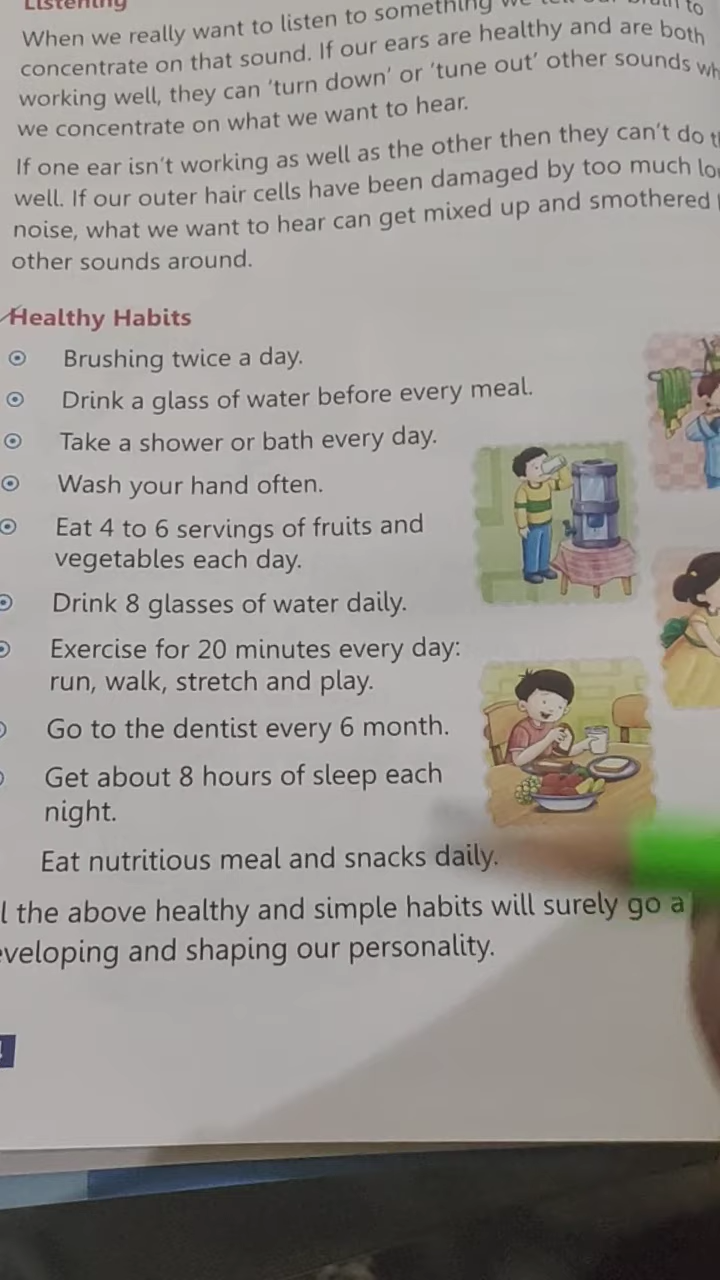 Listening
When we really want to listen to something we tell our brain to
concentrate on that sound. If our ears are healthy and are both
working well, they can 'turn down' or 'tune out' other sounds
we concentrate on what we want to hear.
If one ear isn't working as well as the other then they can't do
well. If our outer hair cells have been damaged by too much
noise, what we want to hear can get mixed up and smothered
other sounds around.
Healthy Habits
Brushing twice a day.
Drink a glass of water before every meal.
Take a shower or bath every day.
Wash your hand often.
Eat 4 to 6 servings of fruits and
vegetables each day.
Drink 8 glasses of water daily.
Exercise for 20 minutes every day:
run, walk, stretch and play.
Go to the dentist every 6 month.
Get about 8 hours of sleep each
night.
Eat nutritious meal and snacks daily.
the above healthy and simple habits will surely go a
and shaping our personality.